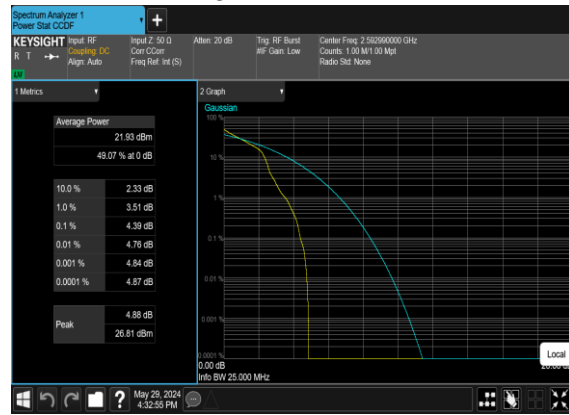 Spectrum Analyzer 1
Power Stat CCDF
KEYSIGHT
R T
LXI
Input: RF
Coupling: DC
Align: Auto
Input Z: 50 Ω
Corr CCorr
Freq Ref: Int (S)
Atten: 20 dB
Trig: RF Burst
#IF Gain: Low
Center Freq: 2.592990000 GHz
Counts: 1.00 M/1.00 Mpt
Radio Std: None
1 Metrics
Average Power
21.93 dBm
49.07 % at 0 dB
10.0 % 2.33 dB
1.0 % 3.51 dB
0.1 % 4.39 dB
0.01 % 4.76 dB
0.001 % 4.84 dB
0.0001 % 4.87 dB
Peak
4.88 dB
26.81 dBm
2 Graph
Gaussian
100 %
10 %
1 %
0.1 %
0.01 %
0.001 %
0.0001 %
0.00 dB
Info BW 25.000 MHz
Local
?
May 29, 2024
4:32:55 PM